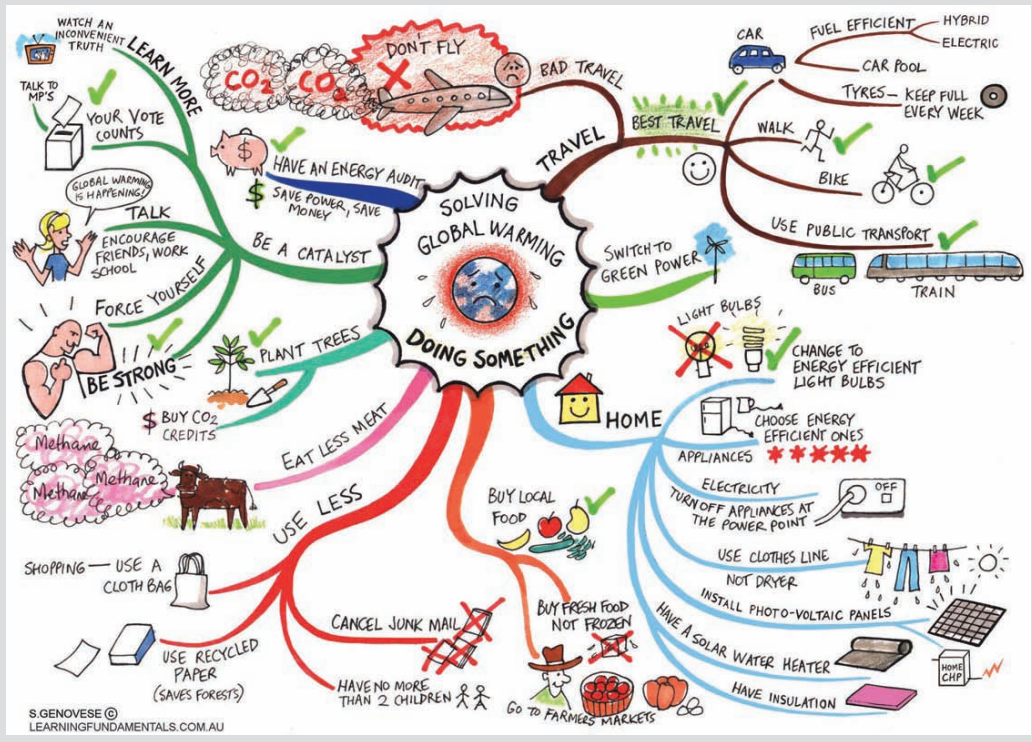 SOLVING
GLOBAL WARMING
DOING SOMETHING
TRAVEL
BAD TRAVEL
DON'T FLY
CO2
CO2
BEST TRAVEL
CAR
FUEL EFFICIENT
HYBRID
ELECTRIC
CAR POOL
TYRES – KEEP FULL
EVERY WEEK
WALK
BIKE
USE PUBLIC TRANSPORT
BUS
TRAIN
SWITCH TO
GREEN POWER
HOME
LIGHT BULBS
CHANGE TO
ENERGY EFFICIENT
LIGHT BULBS
CHOOSE ENERGY
EFFICIENT ONES
APPLIANCES
ELECTRICITY
TURN OFF APPLIANCES AT
THE POWER POINT
OFF
USE CLOTHES LINE
NOT DRYER
INSTALL PHOTO-VOLTAIC PANELS
HOME
CHP
HAVE A SOLAR WATER HEATER
HAVE INSULATION
BUY LOCAL
FOOD
BUY FRESH FOOD
NOT FROZEN
GO TO FARMERS MARKETS
USE LESS
SHOPPING — USE A
CLOTH BAG
USE RECYCLED
PAPER
(SAVES FORESTS)
CANCEL JUNK MAIL
HAVE NO MORE
THAN 2 CHILDREN
EAT LESS MEAT
Methane
Methane
Methane
PLANT TREES
$ BUY CO2
CREDITS
BE A CATALYST
LEARN MORE
WATCH AN
INCONVENIENT
TRUTH
YOUR VOTE
COUNTS
TALK TO
MP'S
TALK
GLOBAL WARMING
IS HAPPENING!
ENCOURAGE
FRIENDS, WORK
SCHOOL
FORCE YOURSELF
BE STRONG
HAVE AN ENERGY AUDIT
$
$ SAVE POWER, SAVE
MONEY
S.GENOVESE ©
LEARNINGFUNDAMENTALS.COM.AU